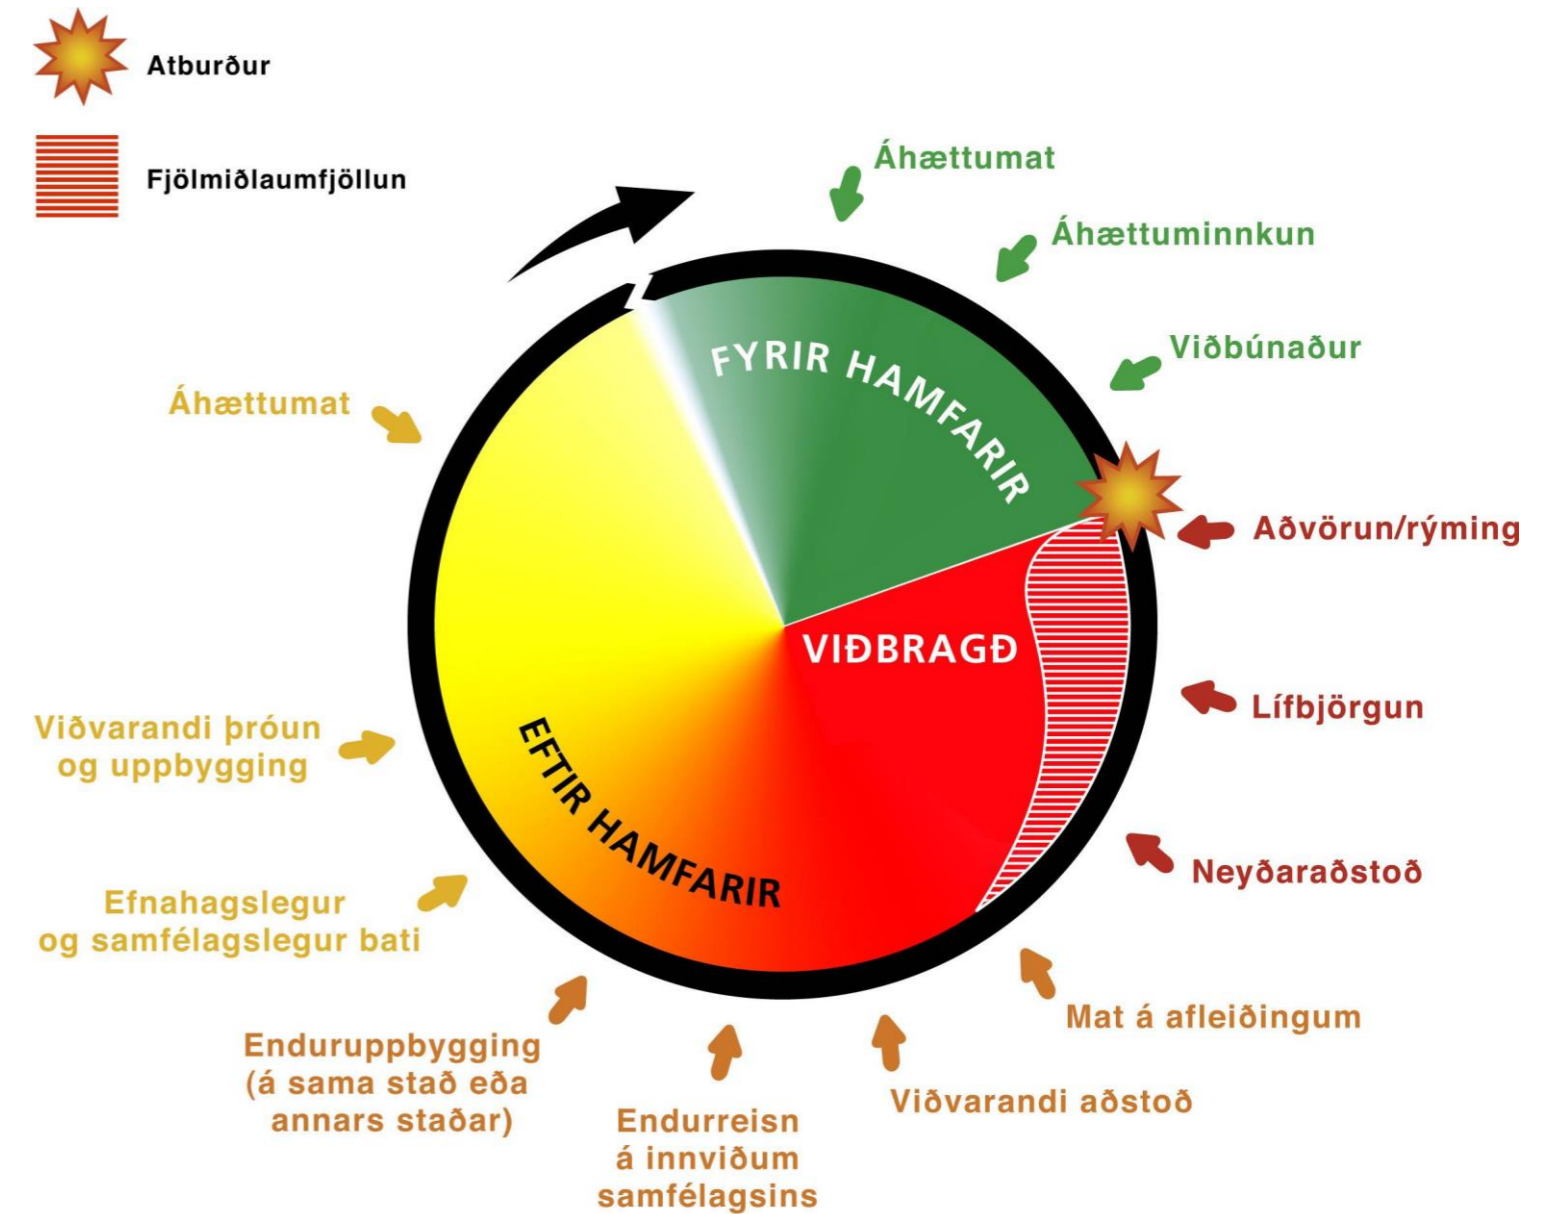 Atburður
Fjölmiðlaumfjöllun
Áhættumat
Áhættuminnkun
Viðbúnaður
Aðvörun/rýming
Lífbjörgun
Neyðaraðstoð
Mat á afleiðingum
Viðvarandi aðstoð
Endurreisn
á innviðum
samfélagsins
Enduruppbygging
(á sama stað eða
annars staðar)
Efnahagslegur
og samfélagslegur bati
Viðvarandi þróun
og uppbygging
Áhættumat
FYRIR HAMFARIR
VIÐBRAGÐ
EFTIR HAMFARIR